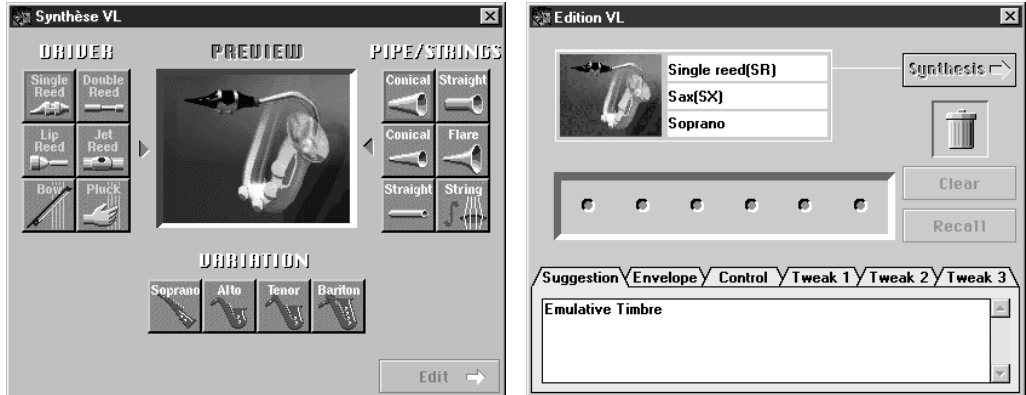 Synthèse VL
DRIVER
PREVIEW
PIPE/STRINGS
Single
Reed
Double
Reed
Lip
Reed
Jet
Reed
Bow
Pluck
Conical
Straight
Conical
Flare
Straight
String
VARIATION
Soprano
Alto
Tenor
Bariton
Edit
Edition VL
Single reed(SR)
Sax(SX)
Soprano
Synthesis
Clear
Recall
Suggestion
Envelope
Control
Tweak 1
Tweak 2
Tweak 3
Emulative Timbre